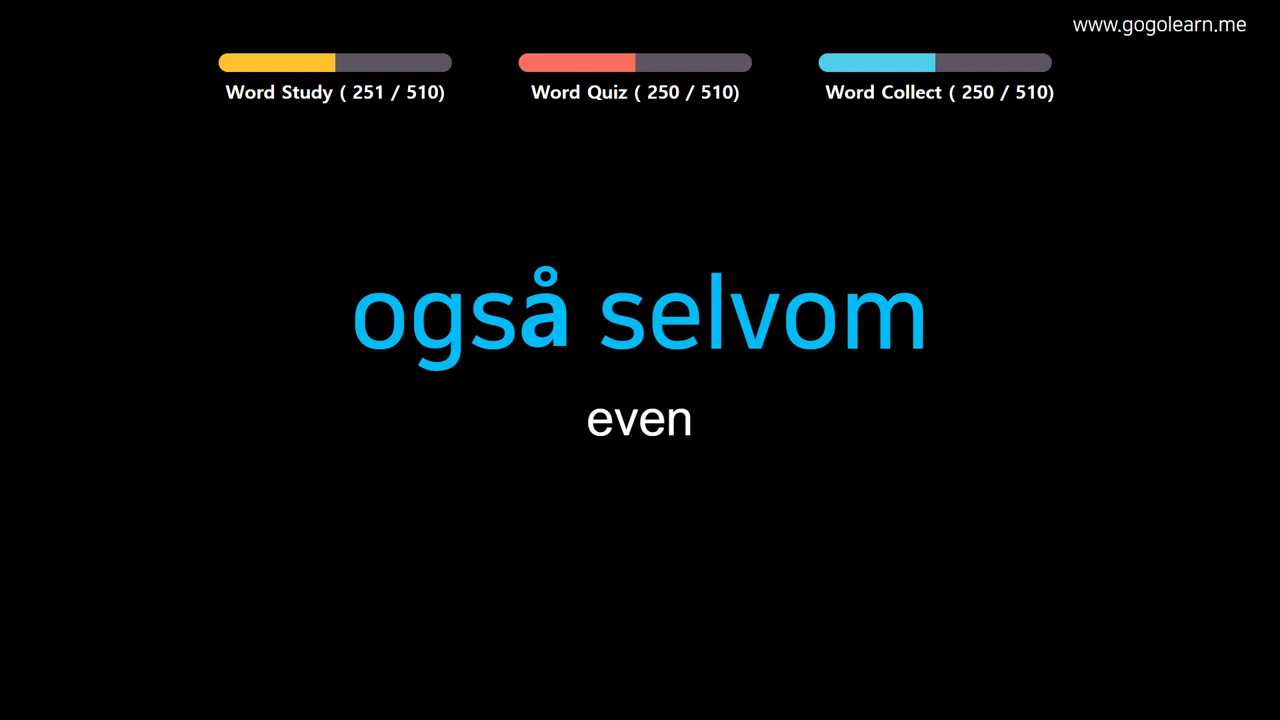 www.gogolearn.me
Word Study ( 251 / 510)
Word Quiz ( 250 / 510)
Word Collect ( 250 / 510)
også selvom
even